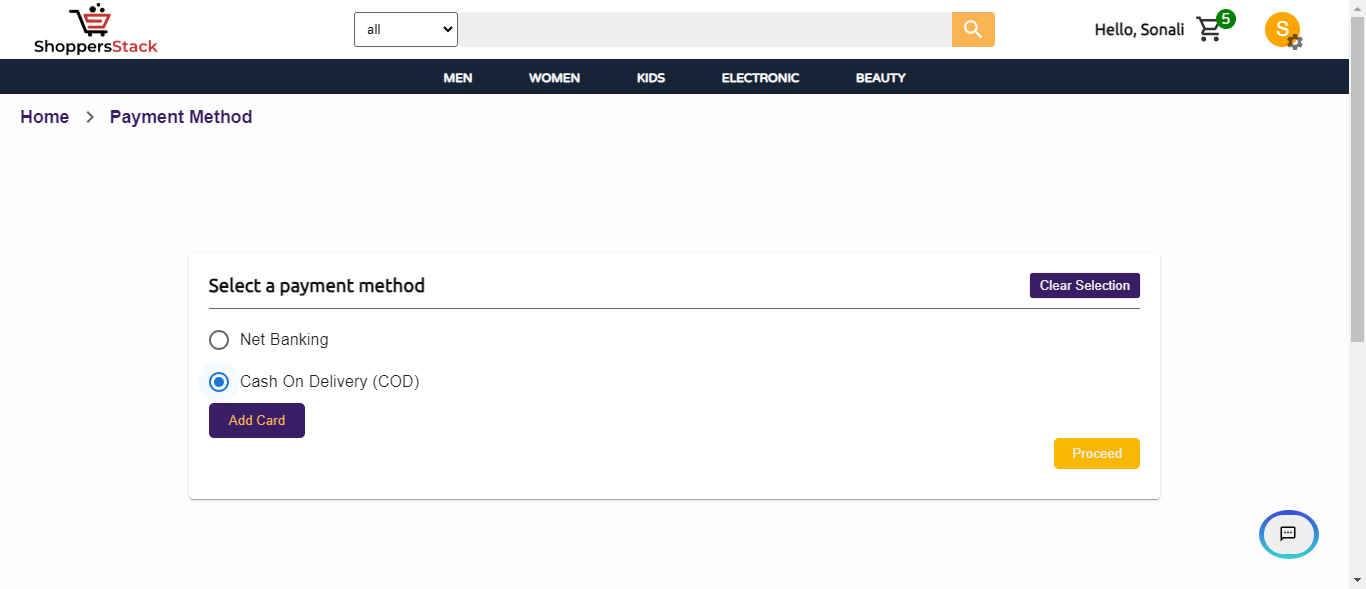 ShoppersStack
all
Hello, Sonali
5
S
MEN WOMEN KIDS ELECTRONIC BEAUTY
Home > Payment Method
Select a payment method
Clear Selection
Net Banking
Cash On Delivery (COD)
Add Card
Proceed